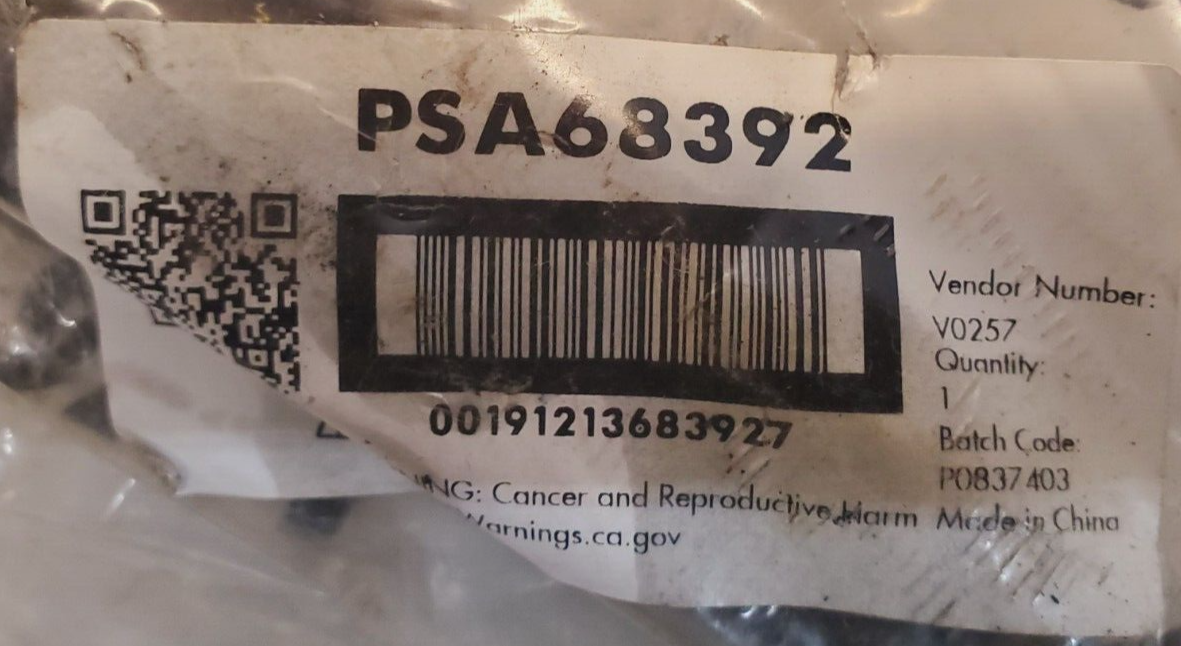 PSA68392
00191213683927
Vendor Number:
V0257
Quantity:
1
Batch Code:
P0837403
Made in China
NG: Cancer and Reproductive Harm
Warnings.ca.gov